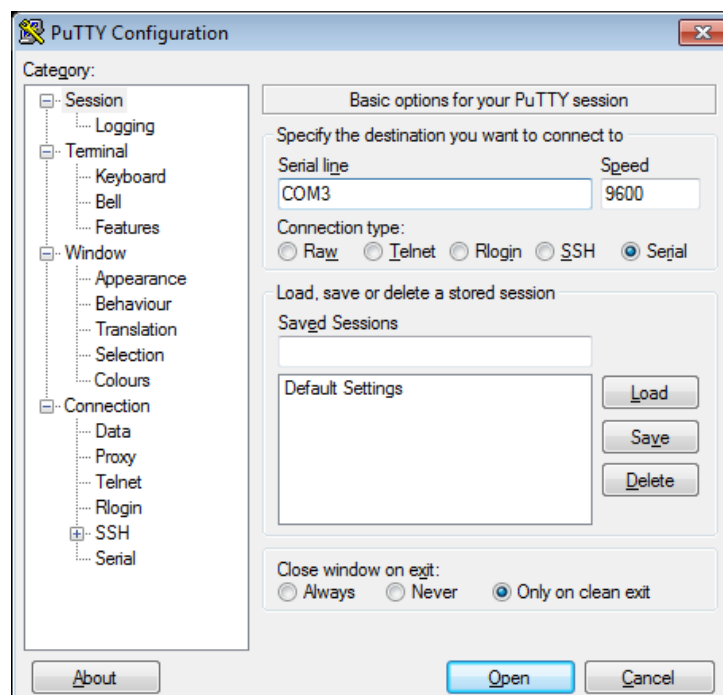 PuTTY Configuration
Category:
Session
Logging
Terminal
Keyboard
Bell
Features
Window
Appearance
Behaviour
Translation
Selection
Colours
Connection
Data
Proxy
Telnet
Rlogin
SSH
Serial
Basic options for your PuTTY session
Specify the destination you want to connect to
Serial line Speed
COM3 9600
Connection type:
Raw Telnet Rlogin SSH Serial
Load, save or delete a stored session
Saved Sessions
Default Settings
Load
Save
Delete
Close window on exit:
Always Never Only on clean exit
About Open Cancel